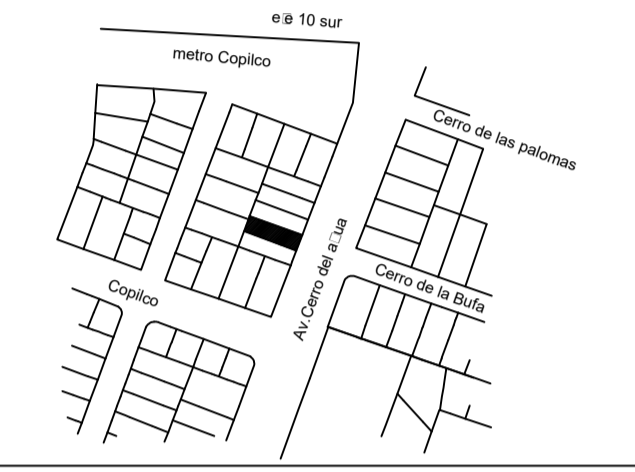 10 sur
metro Copilco
Cerro de las palomas
Av.Cerro del
Cerro de la Bufa
Copilco